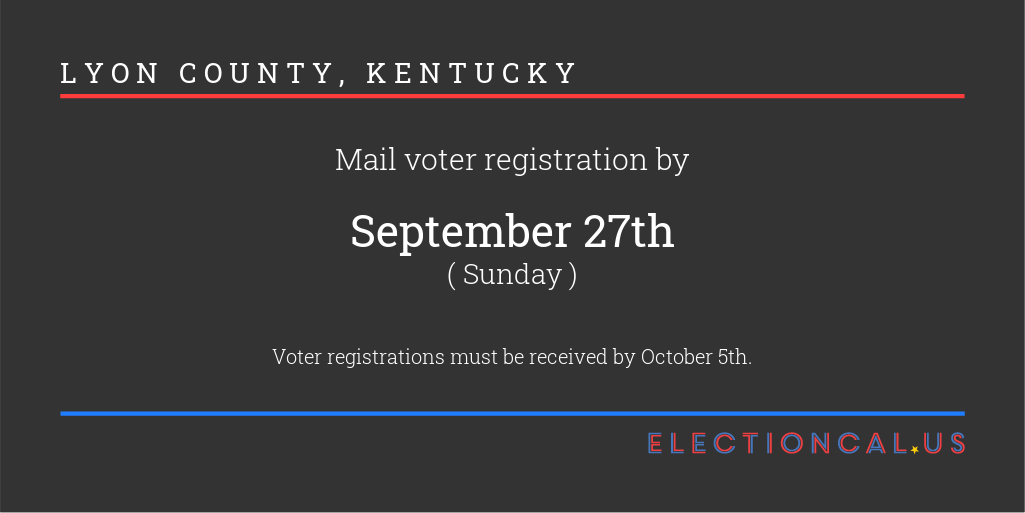 LYON COUNTY, KENTUCKY
Mail voter registration by
September 27th
( Sunday )
Voter registrations must be received by October 5th.
ELECTIONCAL.US